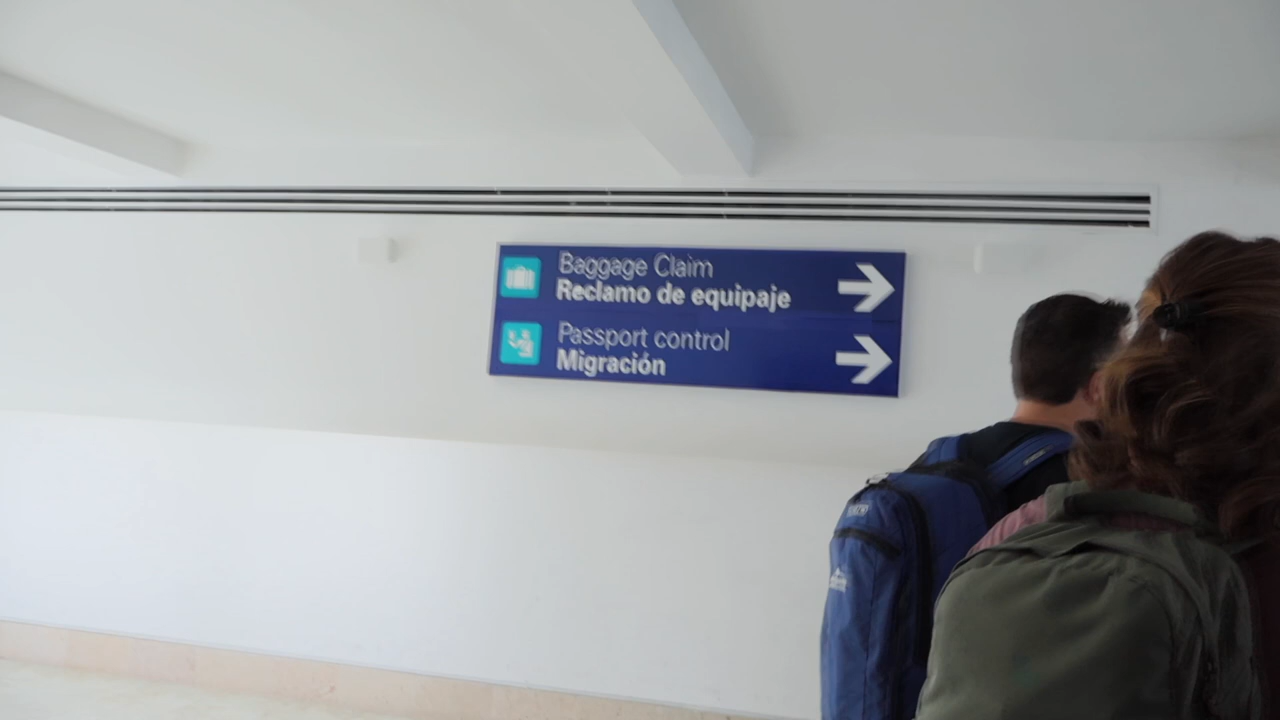 Baggage Claim
Reclamo de equipaje
Passport control
Migración